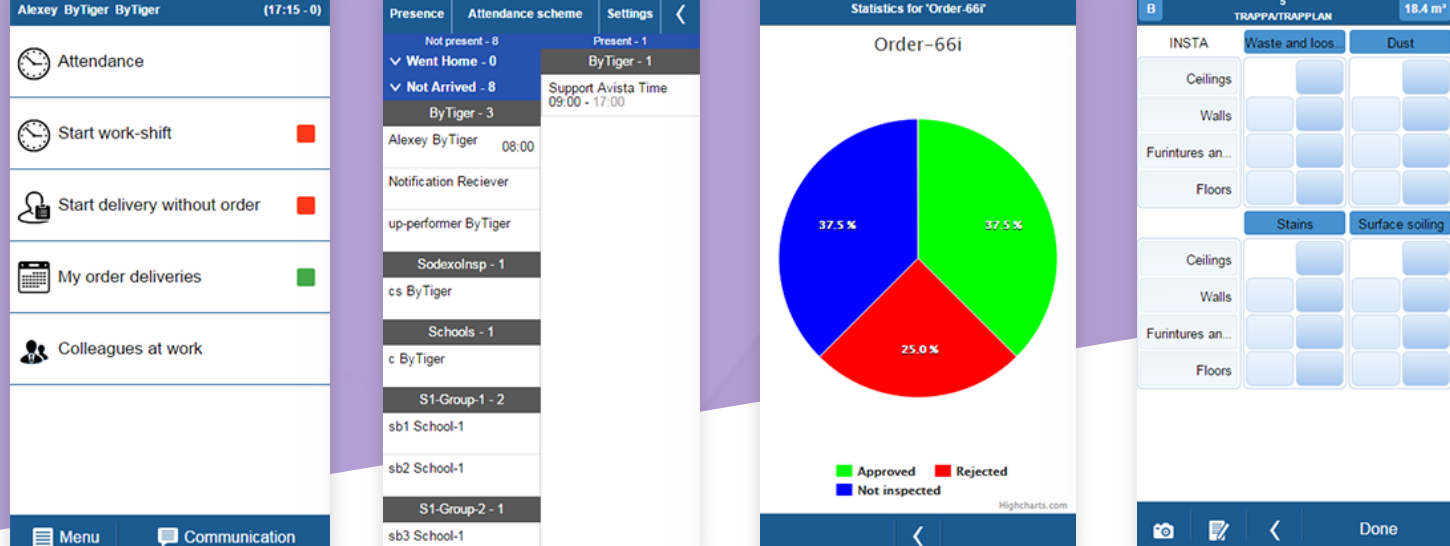 Alexey ByTiger ByTiger (17:15 - 0)
Attendance
Start work-shift
Start delivery without order
My order deliveries
Colleagues at work
Menu
Communication
Presence
Attendance scheme
Settings
Not present - 8
Present - 1
Went Home - 0
Not Arrived - 8
ByTiger - 3
Alexey ByTiger
08:00
Notification Reciever
up-performer ByTiger
SodexoInsp - 1
cs ByTiger
Schools - 1
c ByTiger
S1-Group-1 - 2
sb1 School-1
sb2 School-1
S1-Group-2 - 1
sb3 School-1
ByTiger - 1
Support Avista Time
09:00 - 17:00
Statistics for 'Order-66i'
Order-66i
37.5 %
37.5 %
25.0 %
Approved
Rejected
Not inspected
Highcharts.com
B
5
TRAPPA/TRAPPLAN
18.4 m²
INSTA
Waste and loos...
Dust
Ceilings
Walls
Furintures an...
Floors
Stains
Surface soiling
Ceilings
Walls
Furintures an...
Floors
Done